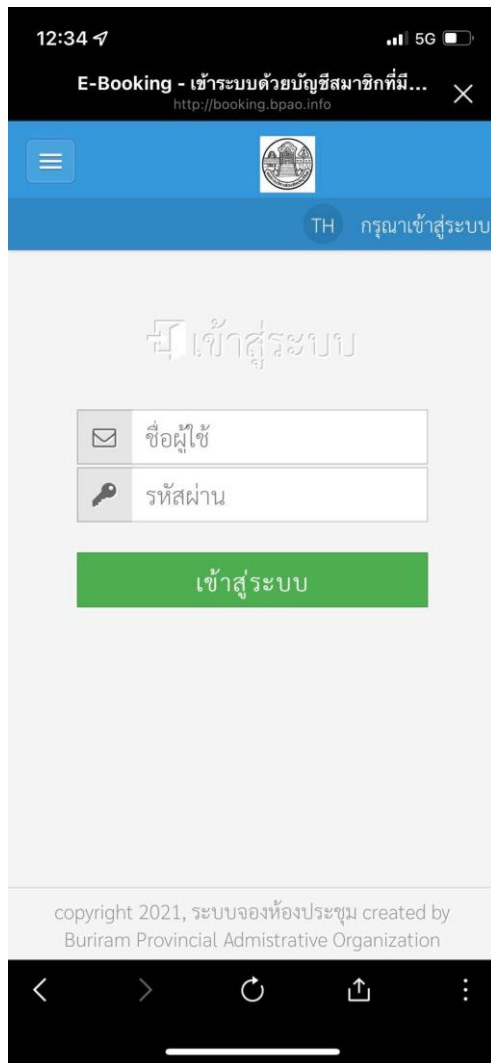 12:34
5G
E-Booking - เข้าระบบด้วยบัญชีสมาชิกที่มี...
http://booking.bpao.info
TH กรุณาเข้าสู่ระบบ
เข้าสู่ระบบ
ชื่อผู้ใช้
รหัสผ่าน
เข้าสู่ระบบ
copyright 2021, ระบบจองห้องประชุม created by
Buriram Provincial Admistrative Organization